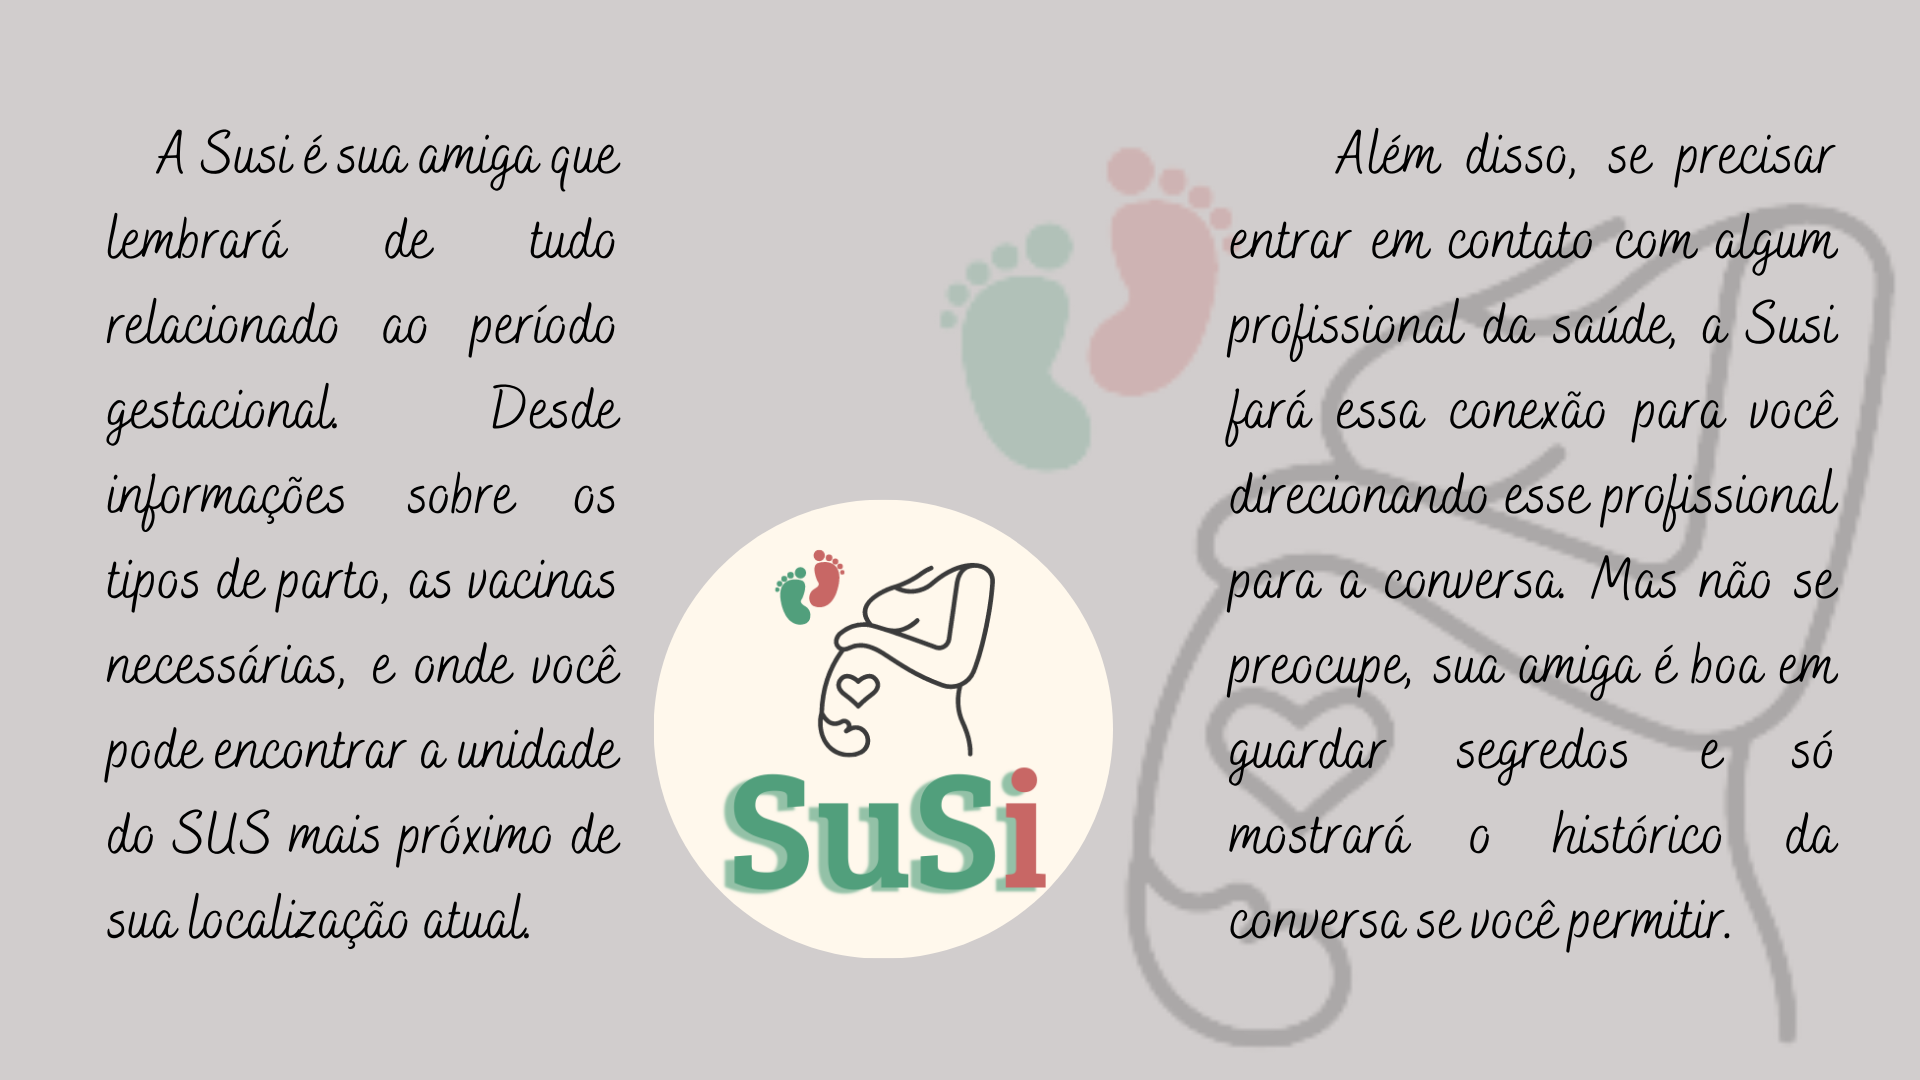 A Susi é sua amiga que
lembrará de tudo
relacionado ao período
gestacional. Desde
informações sobre os
tipos de parto, as vacinas
necessárias, e onde você
pode encontrar a unidade
do SUS mais próximo de
sua localização atual.
SuSi
Além disso, se precisar
entrar em contato com algum
profissional da saúde, a Susi
fará essa conexão para você
direcionando esse profissional
para a conversa. Mas não se
preocupe, sua amiga é boa em
guardar segredos e só
mostrará o histórico da
conversa se você permitir.